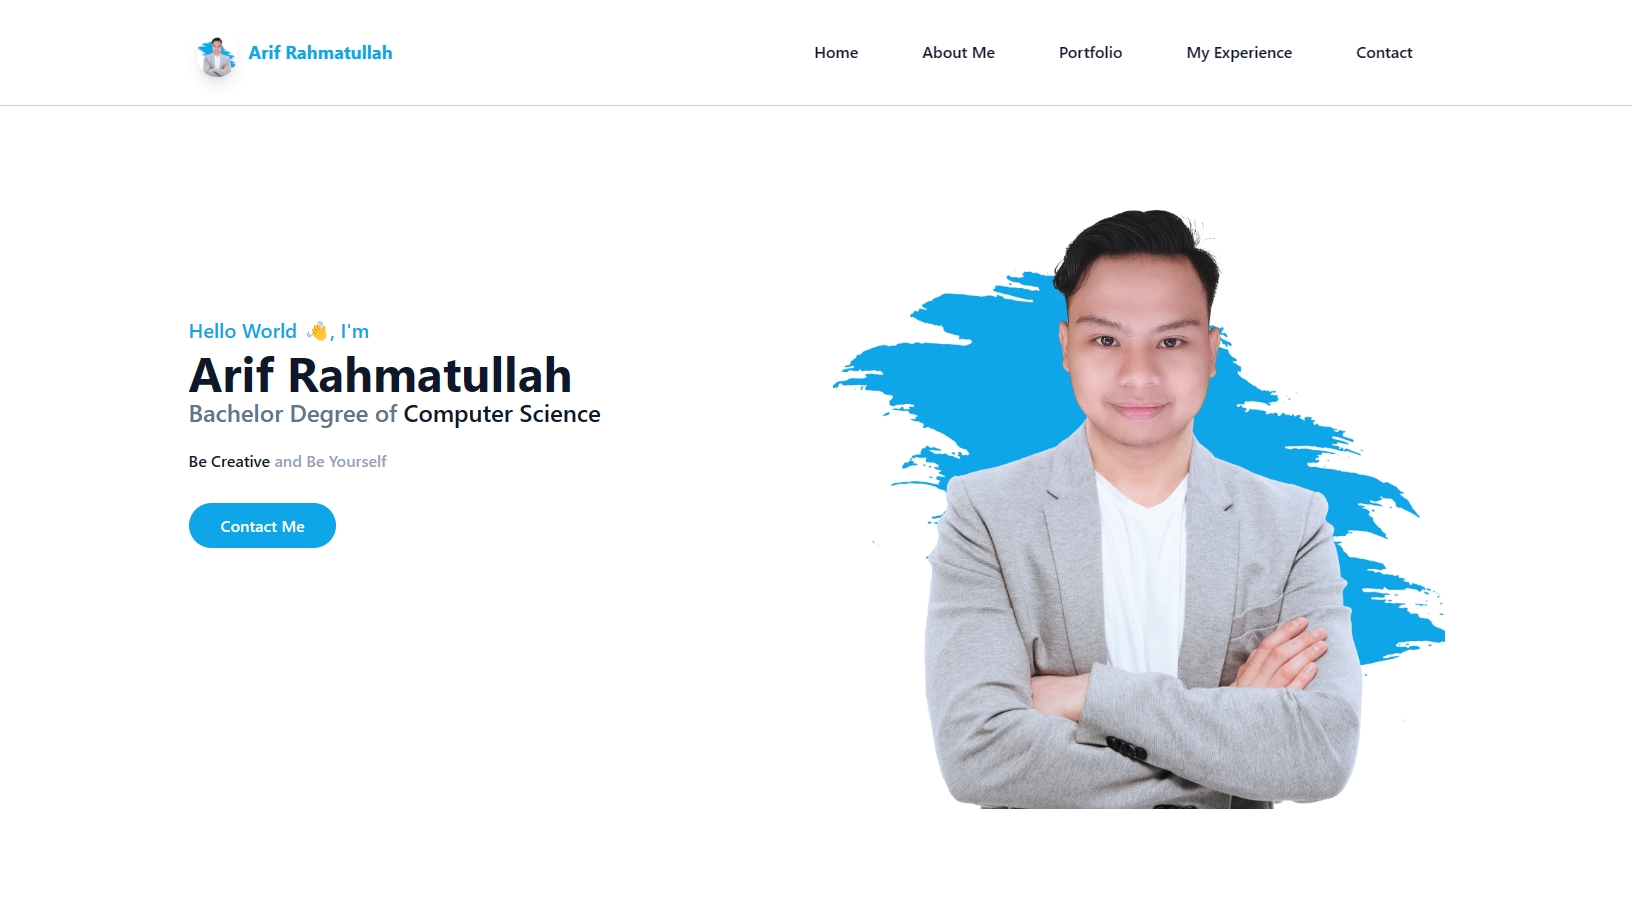 Arif Rahmatullah
Home
About Me
Portfolio
My Experience
Contact
Hello World 👋, I'm
Arif Rahmatullah
Bachelor Degree of Computer Science
Be Creative and Be Yourself
Contact Me